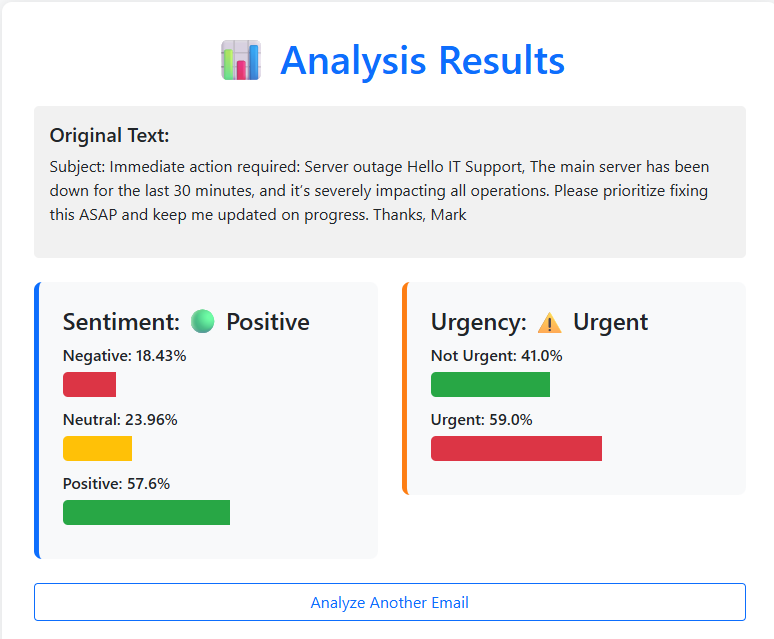 Analysis Results
Original Text:
Subject: Immediate action required: Server outage Hello IT Support, The main server has been
down for the last 30 minutes, and it’s severely impacting all operations. Please prioritize fixing
this ASAP and keep me updated on progress. Thanks, Mark
Sentiment: Positive
Negative: 18.43%
Neutral: 23.96%
Positive: 57.6%
Urgency: Urgent
Not Urgent: 41.0%
Urgent: 59.0%
Analyze Another Email